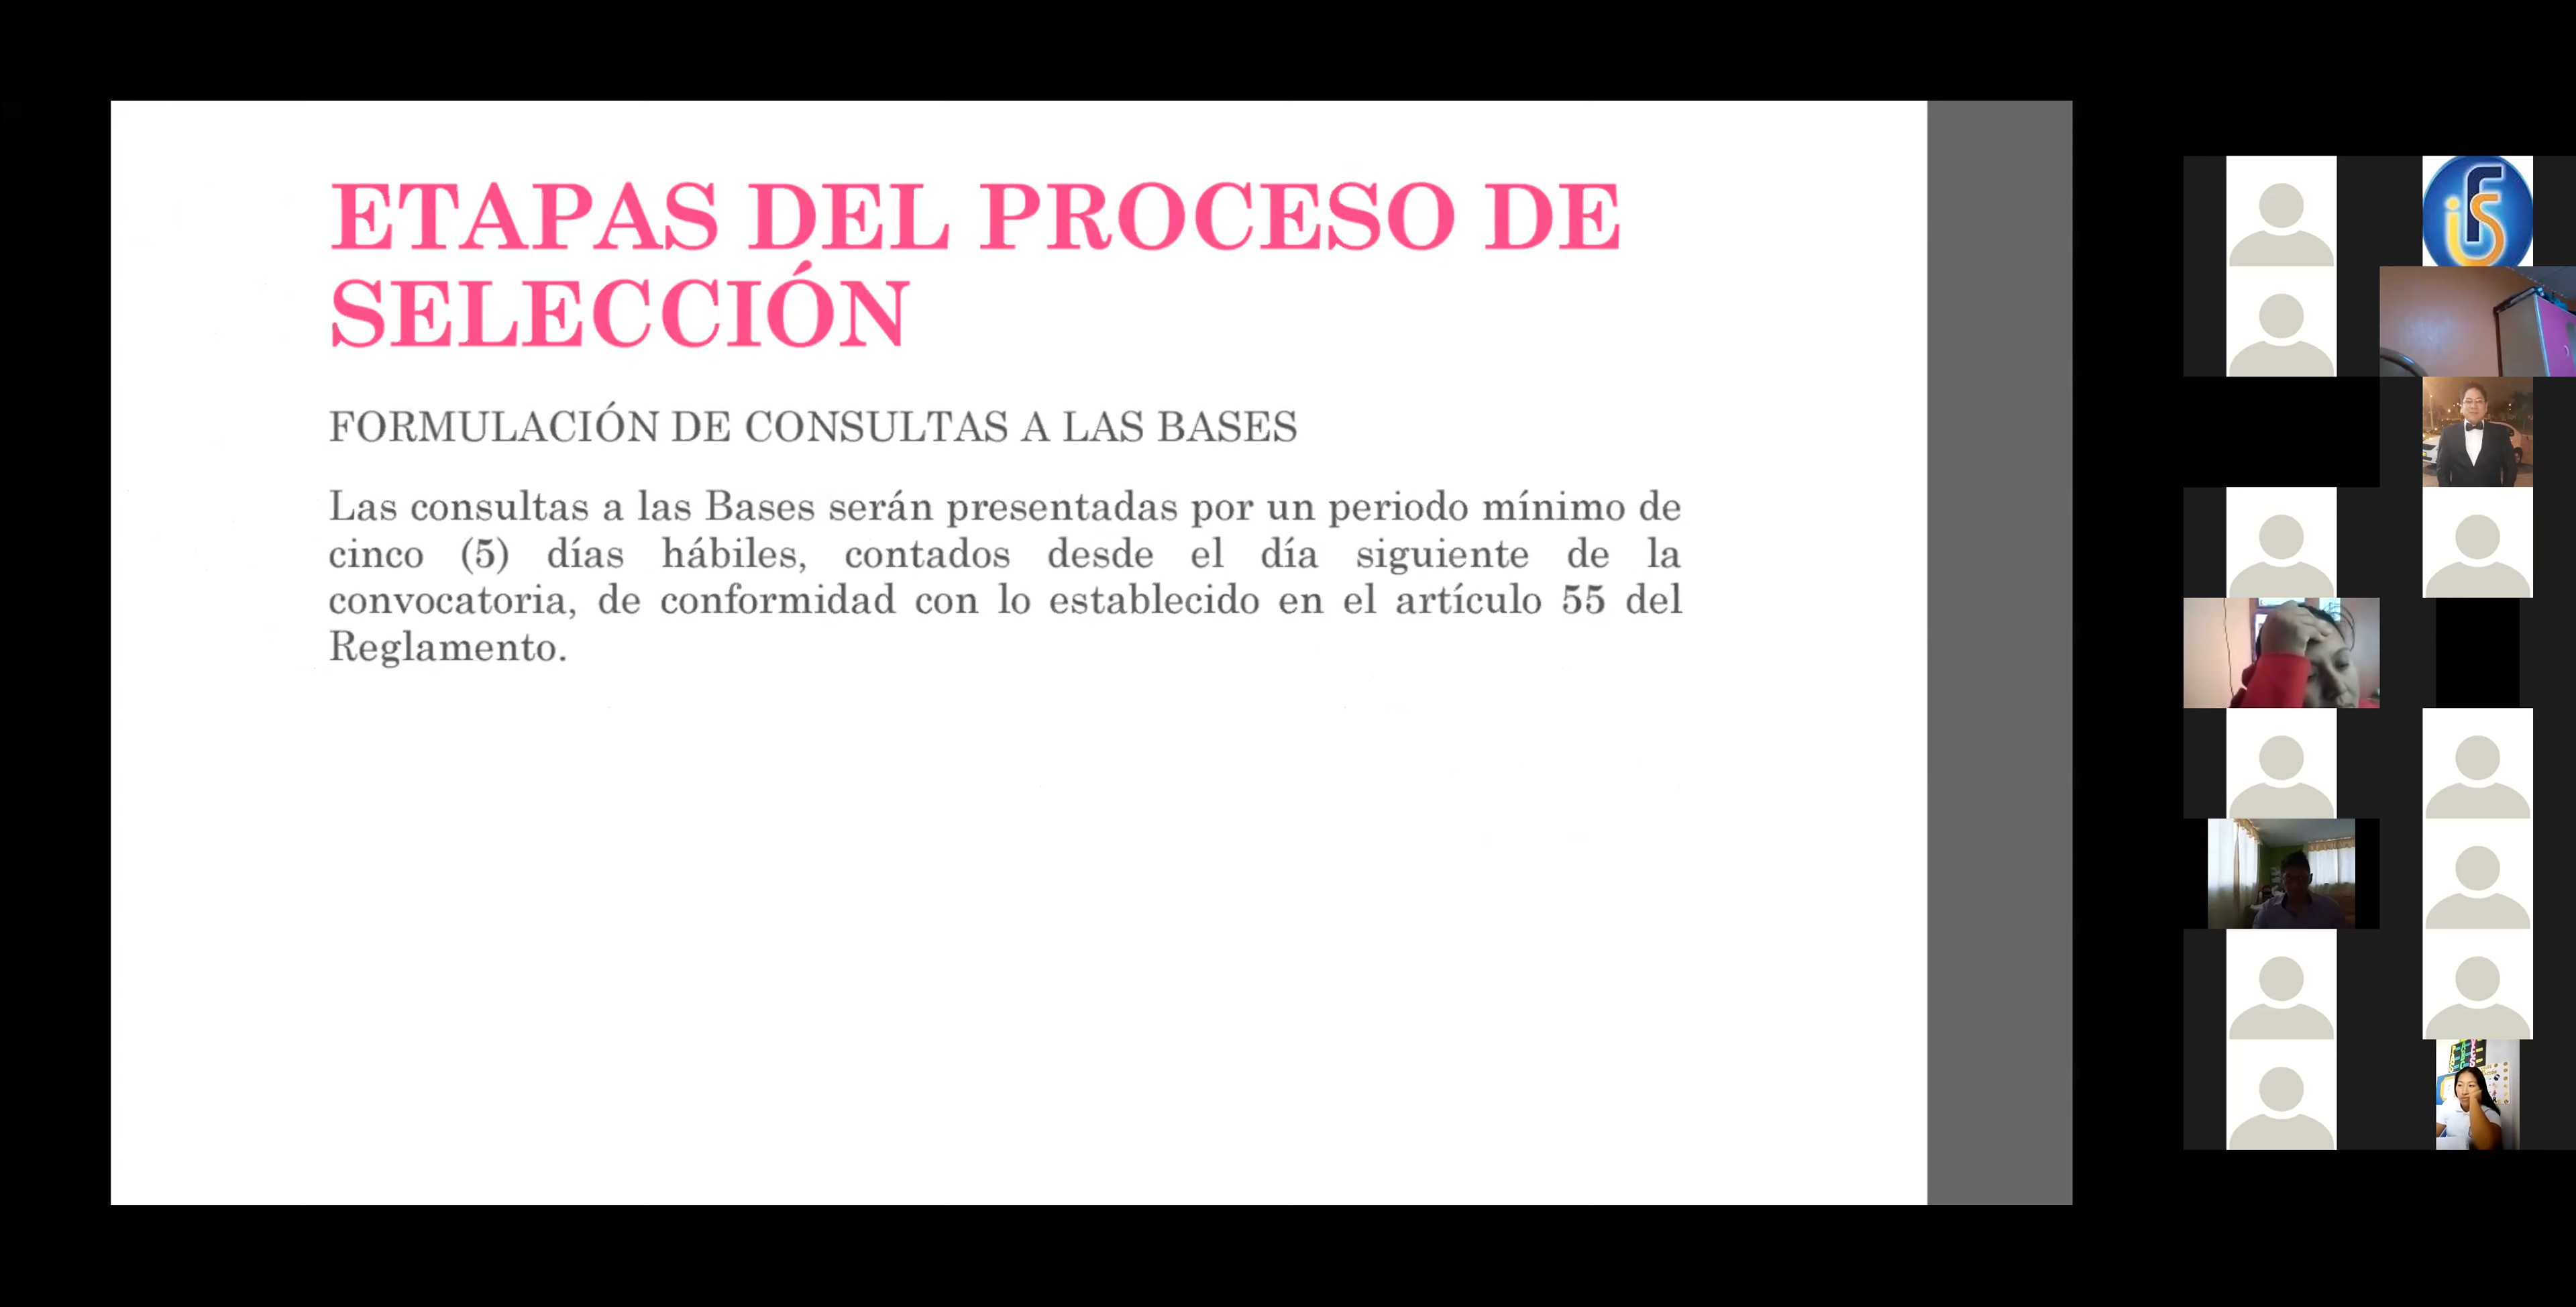 ETAPAS DEL PROCESO DE
SELECCIÓN
FORMULACIÓN DE CONSULTAS A LAS BASES
Las consultas a las Bases serán presentadas por un periodo mínimo de
cinco (5) días hábiles, contados desde el día siguiente de la
convocatoria, de conformidad con lo establecido en el artículo 55 del
Reglamento.
iFS